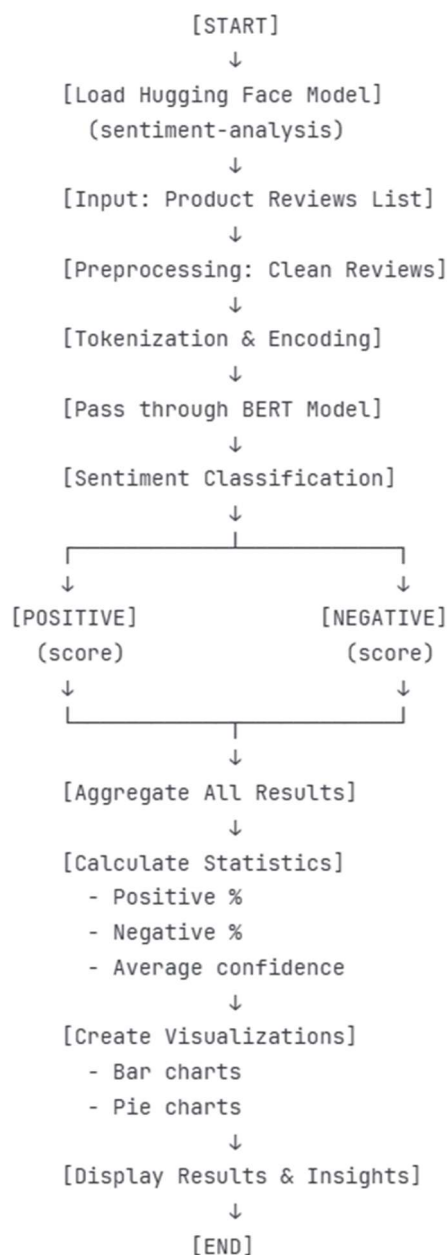 [START]
↓
[Load Hugging Face Model]
(sentiment-analysis)
↓
[Input: Product Reviews List]
↓
[Preprocessing: Clean Reviews]
↓
[Tokenization & Encoding]
↓
[Pass through BERT Model]
↓
[Sentiment Classification]
↓
↓ ↓
[POSITIVE] [NEGATIVE]
(score) (score)
↓ ↓
↓
[Aggregate All Results]
↓
[Calculate Statistics]
- Positive %
- Negative %
- Average confidence
↓
[Create Visualizations]
- Bar charts
- Pie charts
↓
[Display Results & Insights]
↓
[END]